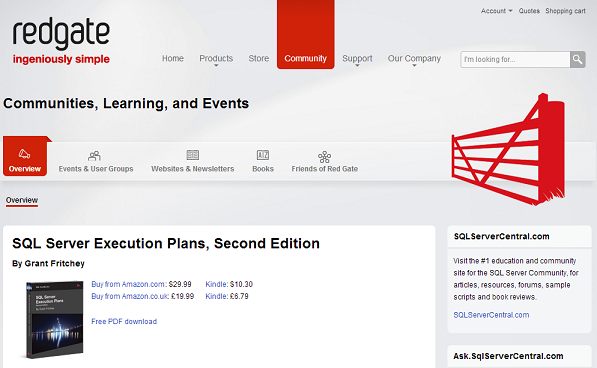 Account Quotes Shopping cart
redgate
ingeniously simple
Home Products Store Community Support Our Company
I'm looking for...
Communities, Learning, and Events
Overview Events & User Groups Websites & Newsletters Books Friends of Red Gate
Overview
SQL Server Execution Plans, Second Edition
By Grant Fritchey
Buy from Amazon.com: $29.99 Kindle: $10.30
Buy from Amazon.co.uk: £19.99 Kindle: £6.79
Free PDF download
SQL Server
Execution Plans
SQLServerCentral.com
Visit the #1 education and community
site for the SQL Server Community, for
articles, resources, forums, sample
scripts and book reviews.
SQLServerCentral.com
Ask.SqlServerCentral.com